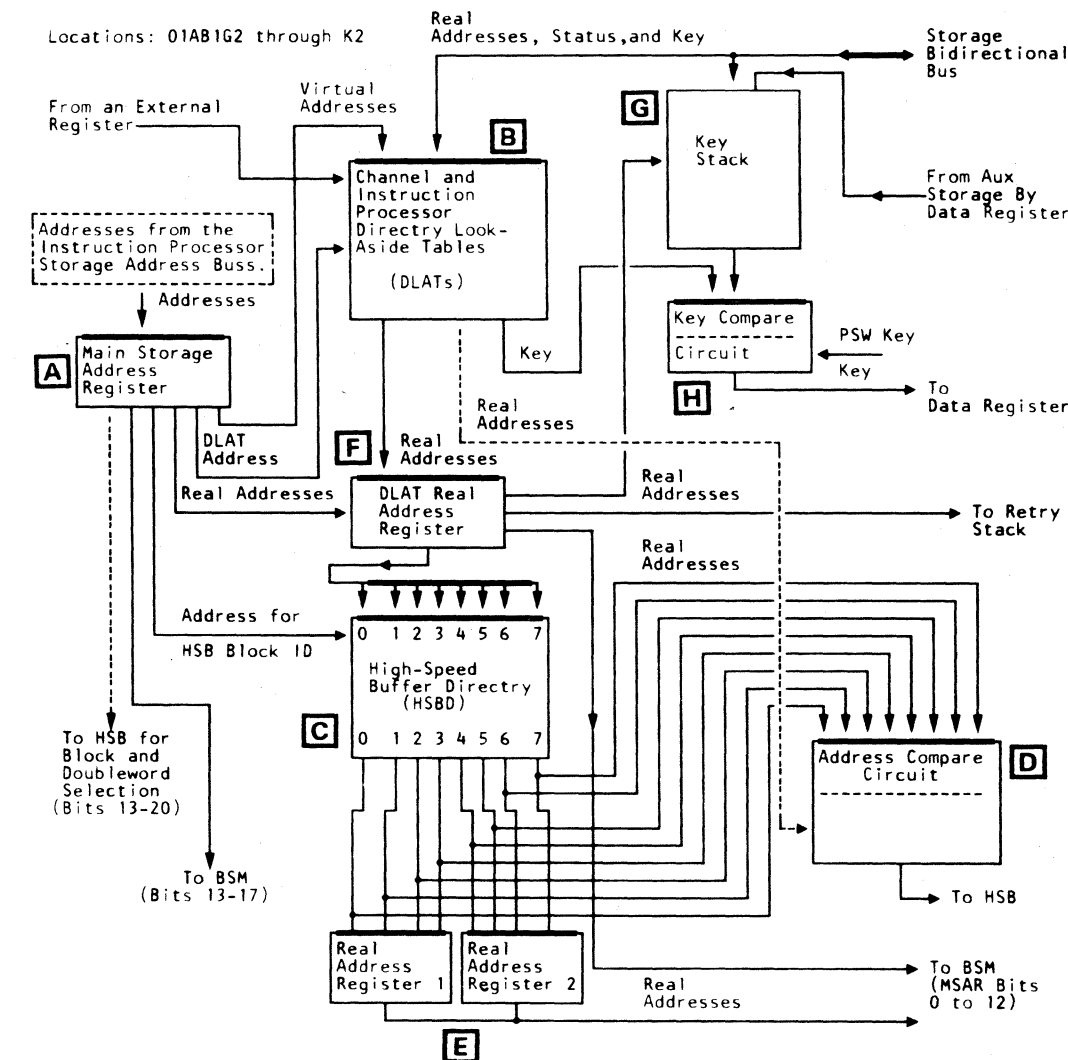 Locations: 01AB1G2 through K2
Real
Addresses, Status,and Key
Storage
Bidirectional
Bus
From an External
Register
Virtual
Addresses
B
G
Key
Stack
Channel and
Instruction
Processor
Directry Look-
Aside Tables
(DLATs)
From Aux
Storage By
Data Register
Addresses from the
Instruction Processor
Storage Address Buss.
Addresses
A
Main Storage
Address
Register
Key Compare
Circuit
PSW Key
Key
H
To
Data Register
Key
Real
Addresses
DLAT
Address
F
Real
Addresses
Real Addresses
DLAT Real
Address
Register
Real
Addresses
To Retry
Stack
Real
Addresses
Address for
HSB Block ID
0 1 2 3 4 5 6 7
High-Speed
Buffer Directry
(HSBD)
C
0 1 2 3 4 5 6 7
To HSB for
Block and
Doubleword
Selection
(Bits 13-20)
Address Compare
Circuit
D
To BSM
(Bits 13-17)
To HSB
Real
Address
Register 1
Real
Address
Register 2
Real
Addresses
To BSM
(MSAR Bits
0 to 12)
E